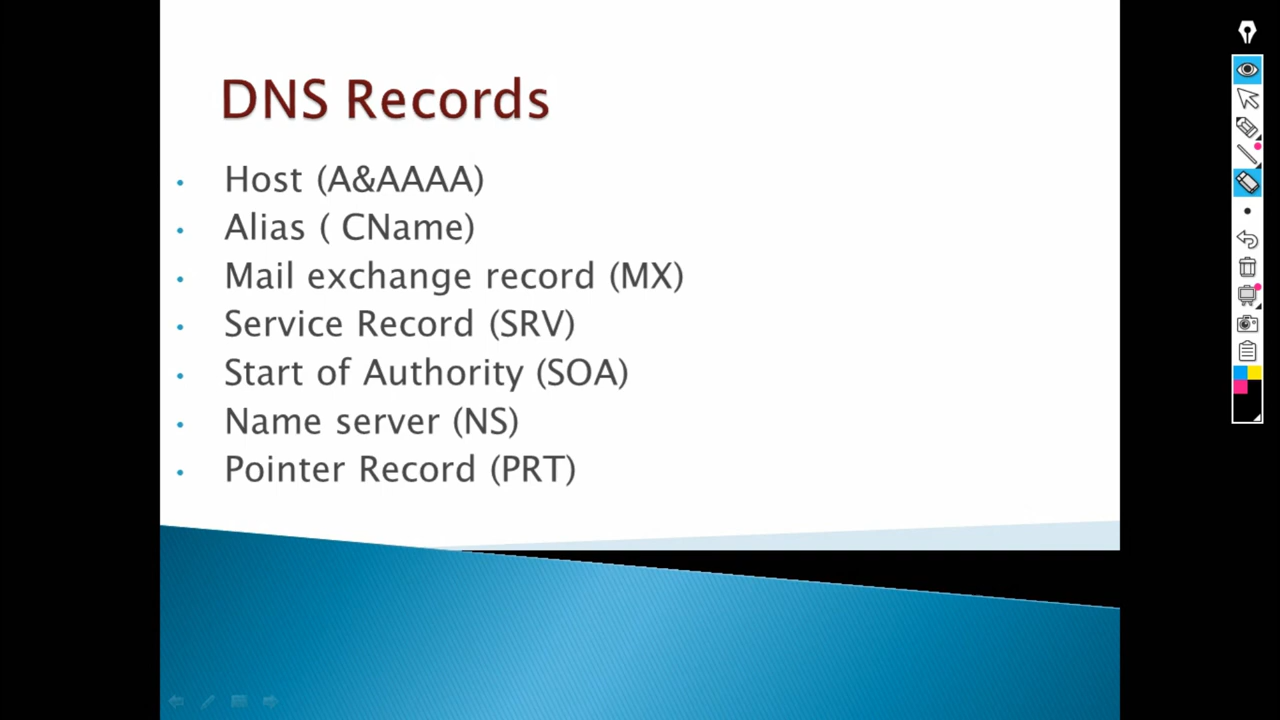 DNS Records
• Host (A&AAAA)
• Alias ( CName)
• Mail exchange record (MX)
• Service Record (SRV)
• Start of Authority (SOA)
• Name server (NS)
• Pointer Record (PRT)